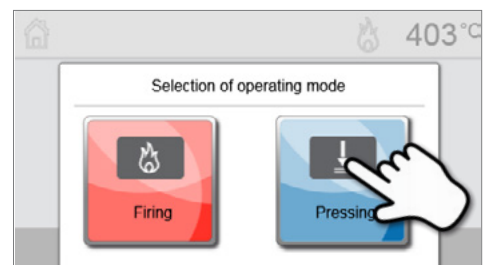 403°C
Selection of operating mode
Firing
Pressing